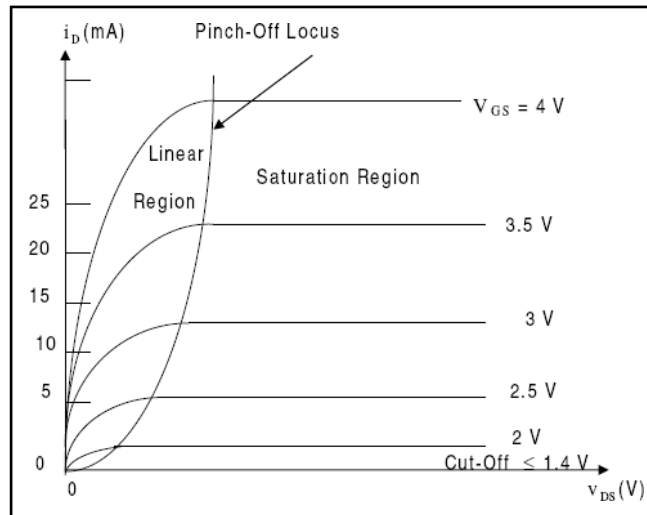 i_D (mA)
Pinch-Off Locus
V_GS = 4 V
Linear
Region
Saturation Region
25
3.5 V
20
15
3 V
10
5
2.5 V
2 V
0
Cut-Off ≤ 1.4 V
0
v_DS (V)